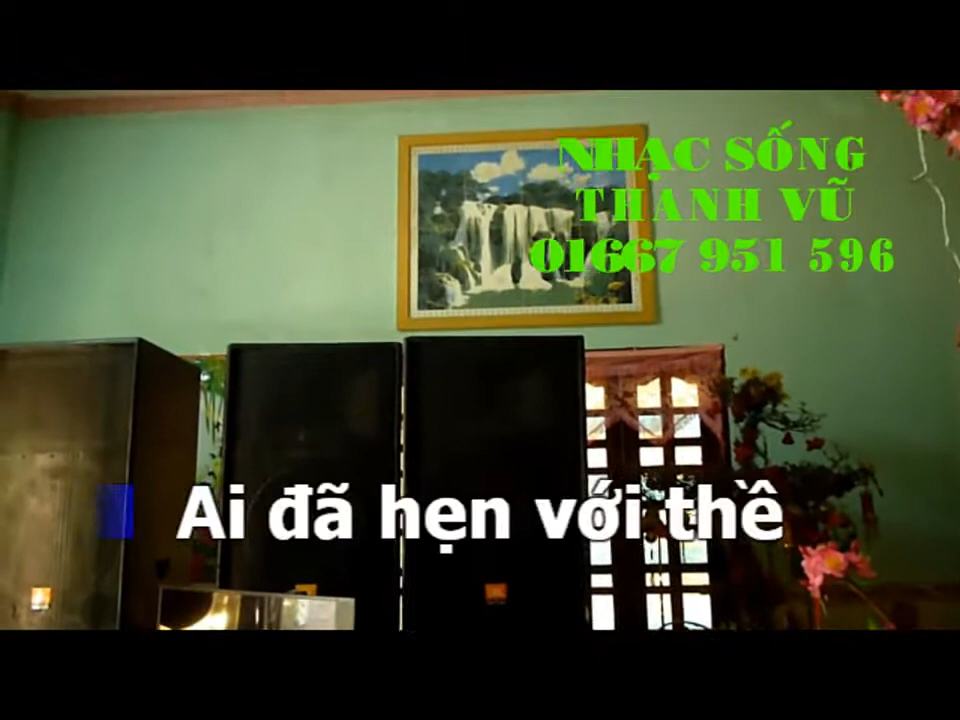 NHẠC SỐNG
THANH VŨ
01667 951 596
Ai đã hẹn với thề